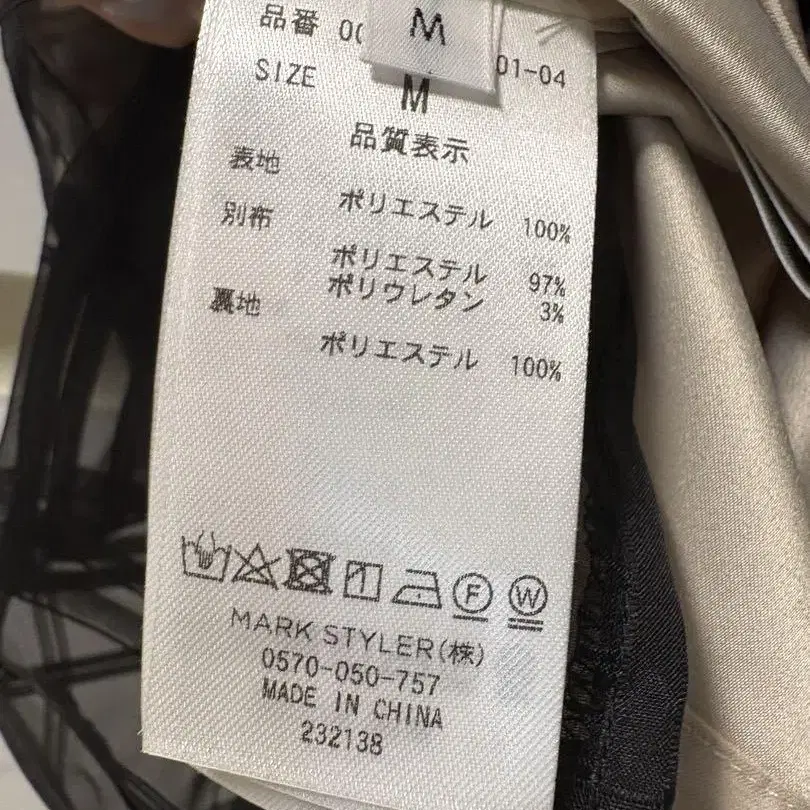 M
品番 00 01-04
SIZE M
品質表示
表地
ポリエステル 100%
別布
ポリエステル 97%
ポリウレタン 3%
裏地
ポリエステル 100%
F W
MARK STYLER(株)
0570-050-757
MADE IN CHINA
232138